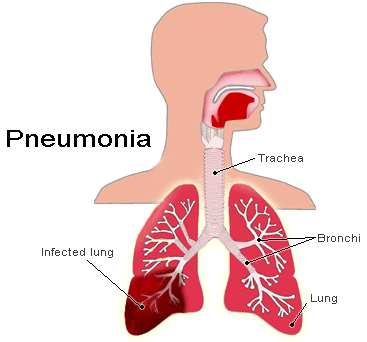 Pneumonia
Trachea
Bronchi
Infected lung
Lung